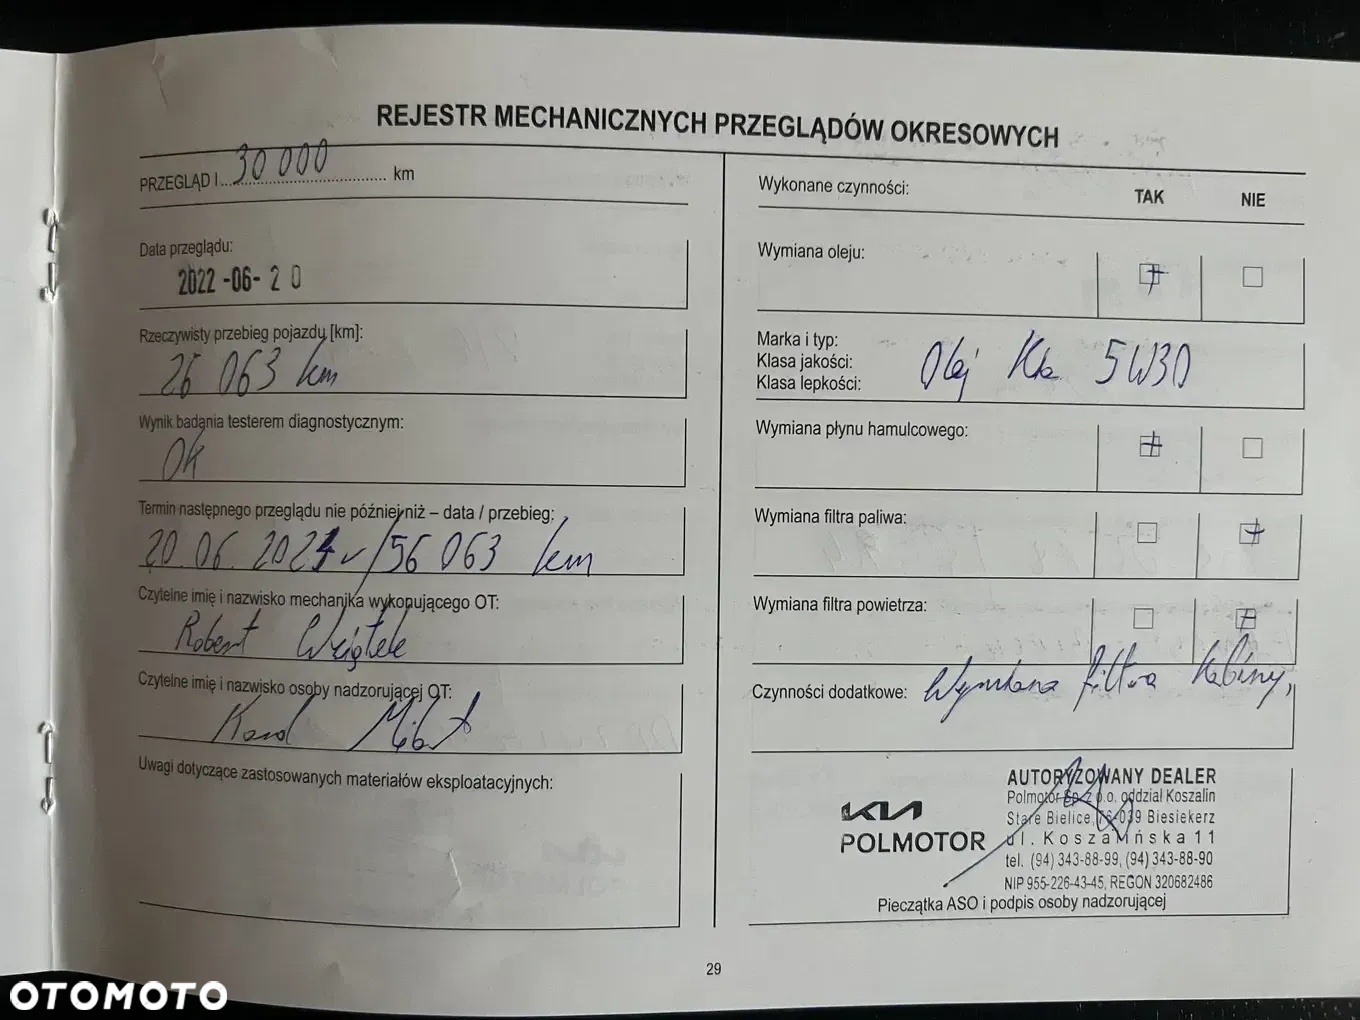 REJESTR MECHANICZNYCH PRZEGLĄDÓW OKRESOWYCH
PRZEGLĄD I... 30 000 ... km
Data przeglądu:
2022-06-20
Rzeczywisty przebieg pojazdu [km]:
26 063 km
Wynik badania testerem diagnostycznym:
OK
Termin następnego przeglądu nie później niż – data / przebieg:
20.06.2024 / 56 063 km
Czytelne imię i nazwisko mechanika wykonującego OT:
Robert
Czytelne imię i nazwisko osoby nadzorującej OT:
Uwagi dotyczące zastosowanych materiałów eksploatacyjnych:
Wykonane czynności:
TAK NIE
Wymiana oleju:
Marka i typ:
Klasa jakości:
Klasa lepkości:
Olej Kia 5W30
Wymiana płynu hamulcowego:
Wymiana filtra paliwa:
Wymiana filtra powietrza:
Czynności dodatkowe: Wymiana filtra kabiny,
KIA
POLMOTOR
AUTORYZOWANY DEALER
Polmotor Sp. z o.o. oddział Koszalin
Stare Bielice, 76-039 Biesiekierz
ul. Koszalińska 11
tel. (94) 343-88-99, (94) 343-88-90
NIP 955-226-43-45, REGON 320682486
Pieczątka ASO i podpis osoby nadzorującej
29
OTOMOTO